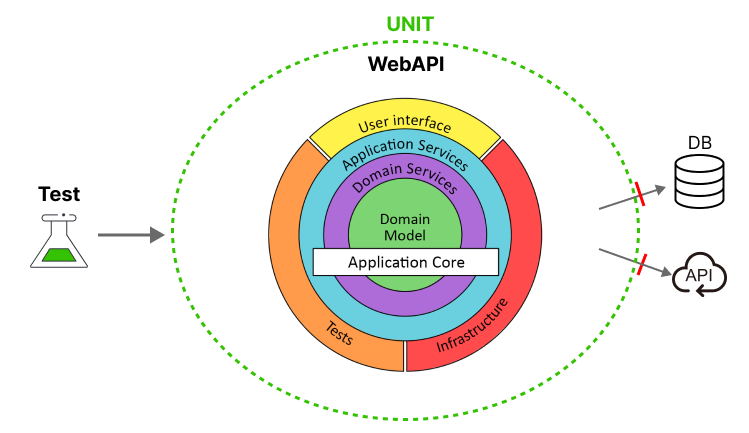 UNIT
WebAPI
User interface
Application Services
Domain Services
Domain
Model
Application Core
Tests
Infrastructure
Test
DB
API